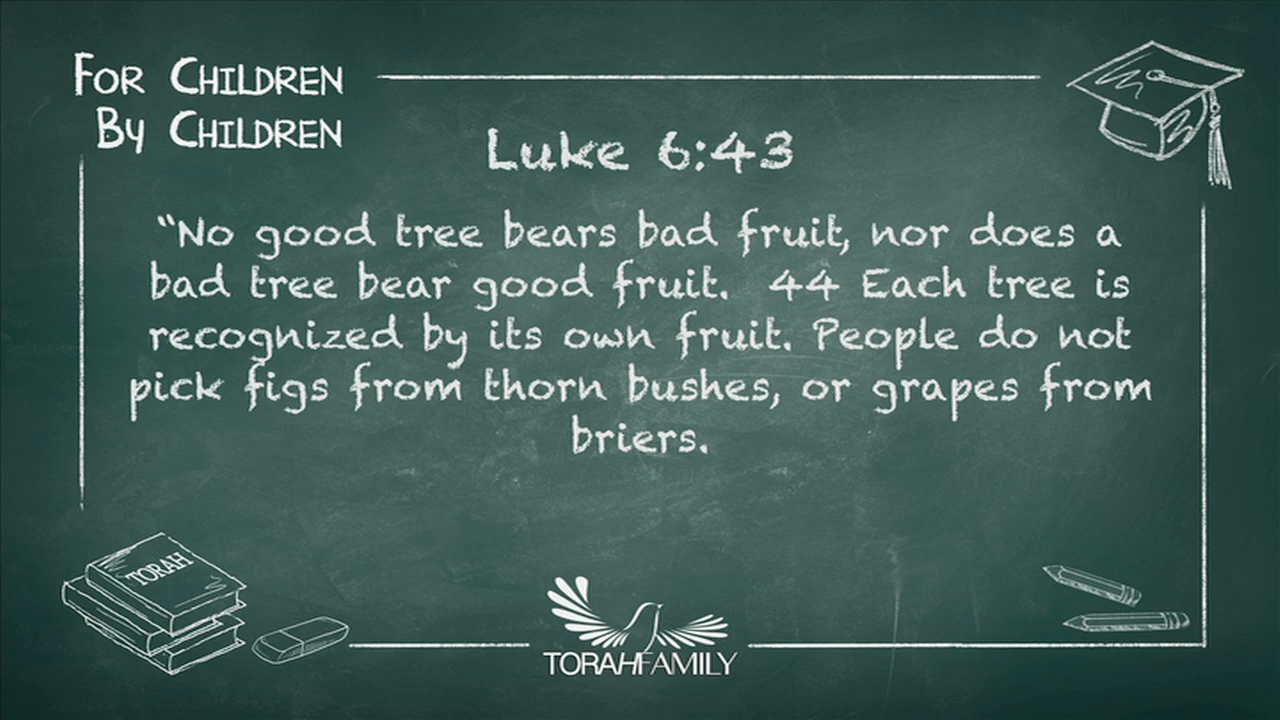 For Children
By Children
Luke 6:43
“No good tree bears bad fruit, nor does a
bad tree bear good fruit.  44 Each tree is
recognized by its own fruit. People do not
pick figs from thorn bushes, or grapes from
briers.
TORAH
TORAHFAMILY